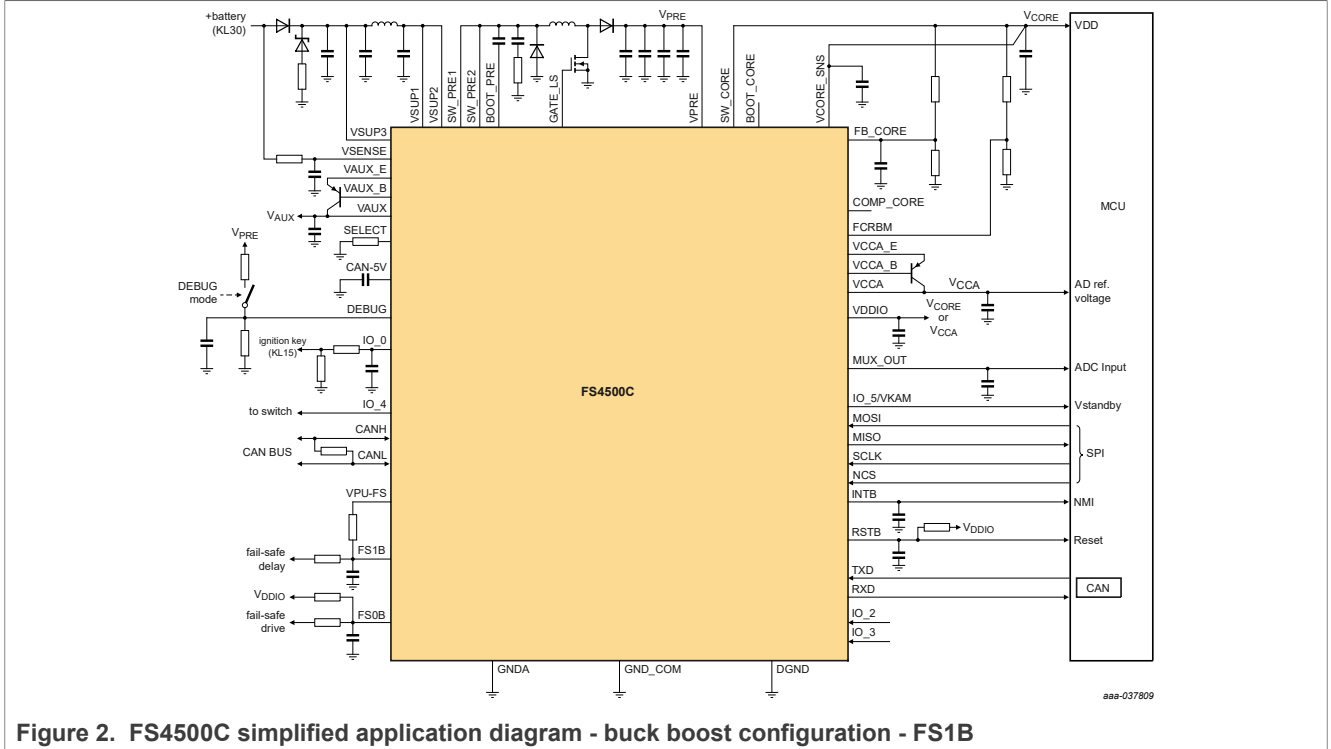 +battery
(KL30)
VPRE
VCORE
VDD
VSUP1
VSUP2
SW_PRE1
SW_PRE2
BOOT_PRE
GATE_LS
VPRE
SW_CORE
BOOT_CORE
VCORE_SNS
VSUP3
VSENSE
VAUX_E
VAUX_B
VAUX
VAUX
SELECT
VPRE
CAN-5V
DEBUG
mode
DEBUG
ignition key
(KL15)
IO_0
IO_4
to switch
CANH
CAN BUS
CANL
VPU-FS
FS1B
fail-safe
delay
VDDIO
FS0B
fail-safe
drive
FS4500C
FB_CORE
COMP_CORE
FCRBM
VCCA_E
VCCA_B
VCCA
VCCA
VDDIO
VCORE
or
VCCA
MUX_OUT
IO_5/VKAM
MOSI
MISO
SCLK
NCS
INTB
RSTB
VDDIO
TXD
RXD
IO_2
IO_3
MCU
AD ref.
voltage
ADC Input
Vstandby
SPI
NMI
Reset
CAN
GNDA
GND_COM
DGND
aaa-037809
Figure 2. FS4500C simplified application diagram - buck boost configuration - FS1B